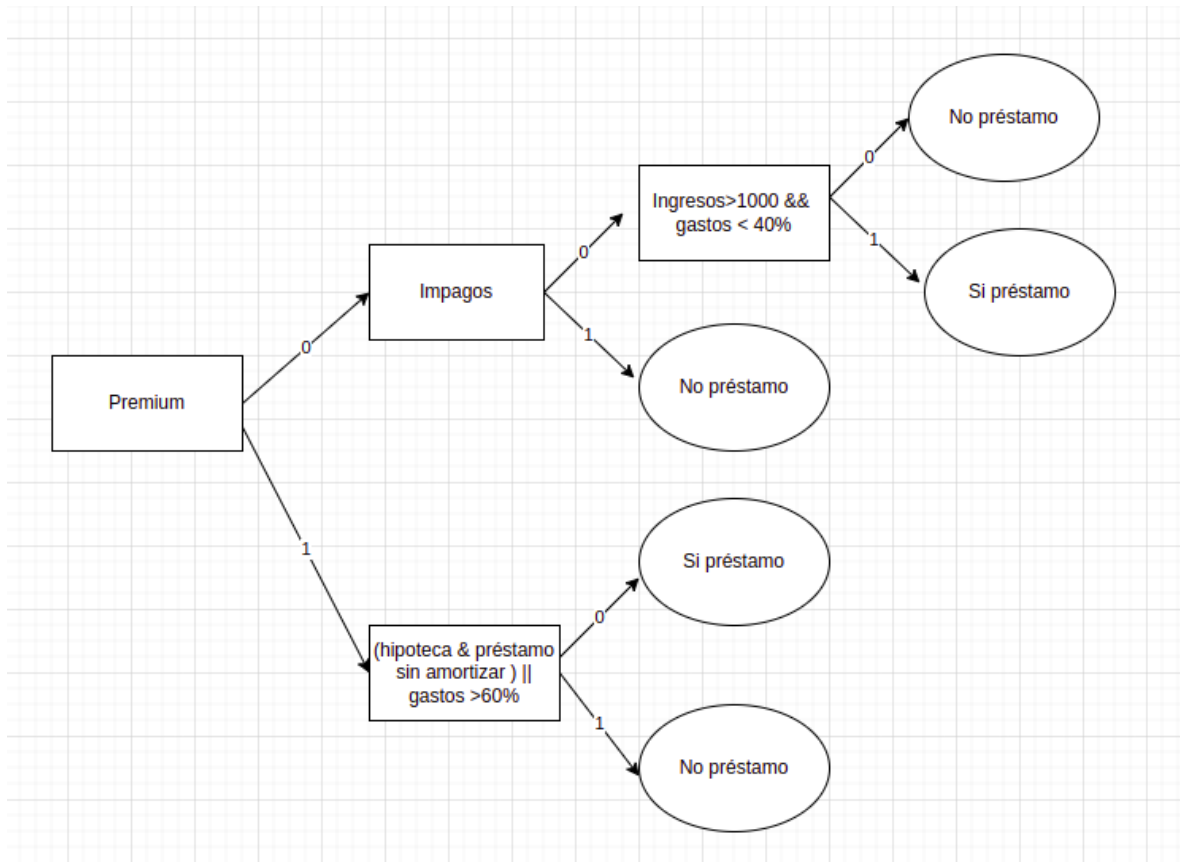 No préstamo
0
Ingresos>1000 &&
gastos < 40%
1
0
Impagos
Si préstamo
1
0
No préstamo
Premium
1
Si préstamo
0
(hipoteca & préstamo
sin amortizar ) ||
gastos >60%
1
No préstamo